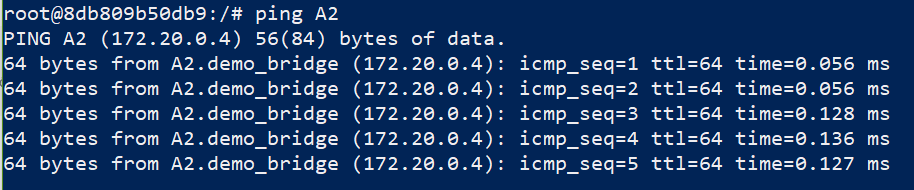 root@8db809b50db9:/# ping A2
PING A2 (172.20.0.4) 56(84) bytes of data.
64 bytes from A2.demo_bridge (172.20.0.4): icmp_seq=1 ttl=64 time=0.056 ms
64 bytes from A2.demo_bridge (172.20.0.4): icmp_seq=2 ttl=64 time=0.056 ms
64 bytes from A2.demo_bridge (172.20.0.4): icmp_seq=3 ttl=64 time=0.128 ms
64 bytes from A2.demo_bridge (172.20.0.4): icmp_seq=4 ttl=64 time=0.136 ms
64 bytes from A2.demo_bridge (172.20.0.4): icmp_seq=5 ttl=64 time=0.127 ms